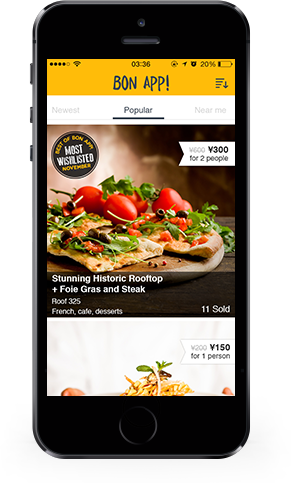 03:36
20%
BON APP!
Newest
Popular
Near me
BEST OF BON APP!
MOST
WISHLISTED
NOVEMBER
¥600 ¥300
for 2 people
Stunning Historic Rooftop
+ Foie Gras and Steak
Roof 325
French, cafe, desserts
11 Sold
¥200 ¥150
for 1 person